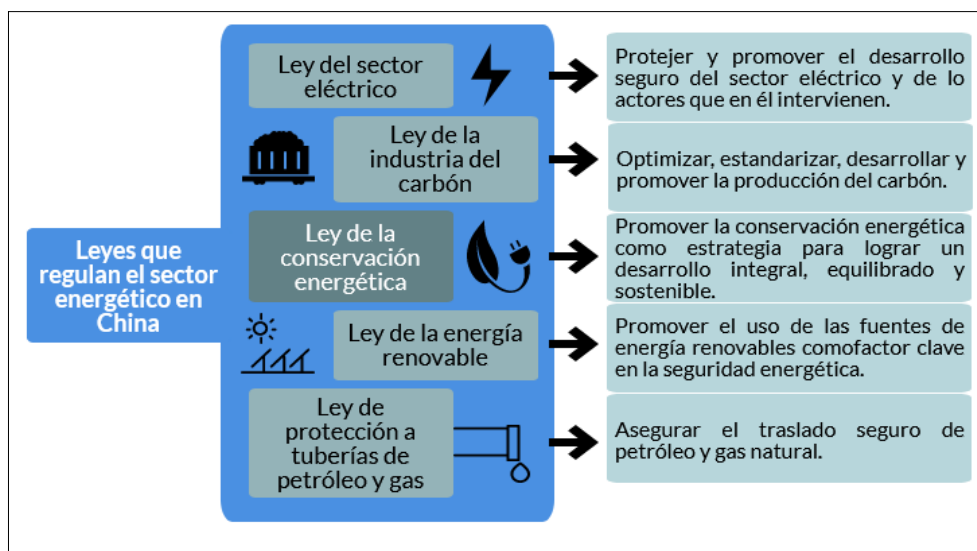 Leyes que
regulan el sector
energético en
China
Ley del sector
eléctrico
Protejer y promover el desarrollo
seguro del sector eléctrico y de lo
actores que en él intervienen.
Ley de la
industria del
carbón
Optimizar, estandarizar, desarrollar y
promover la producción del carbón.
Ley de la
conservación
energética
Promover la conservación energética
como estrategia para lograr un
desarrollo integral, equilibrado y
sostenible.
Ley de la energía
renovable
Promover el uso de las fuentes de
energía renovables comofactor clave
en la seguridad energética.
Ley de
protección a
tuberías de
petróleo y gas
Asegurar el traslado seguro de
petróleo y gas natural.